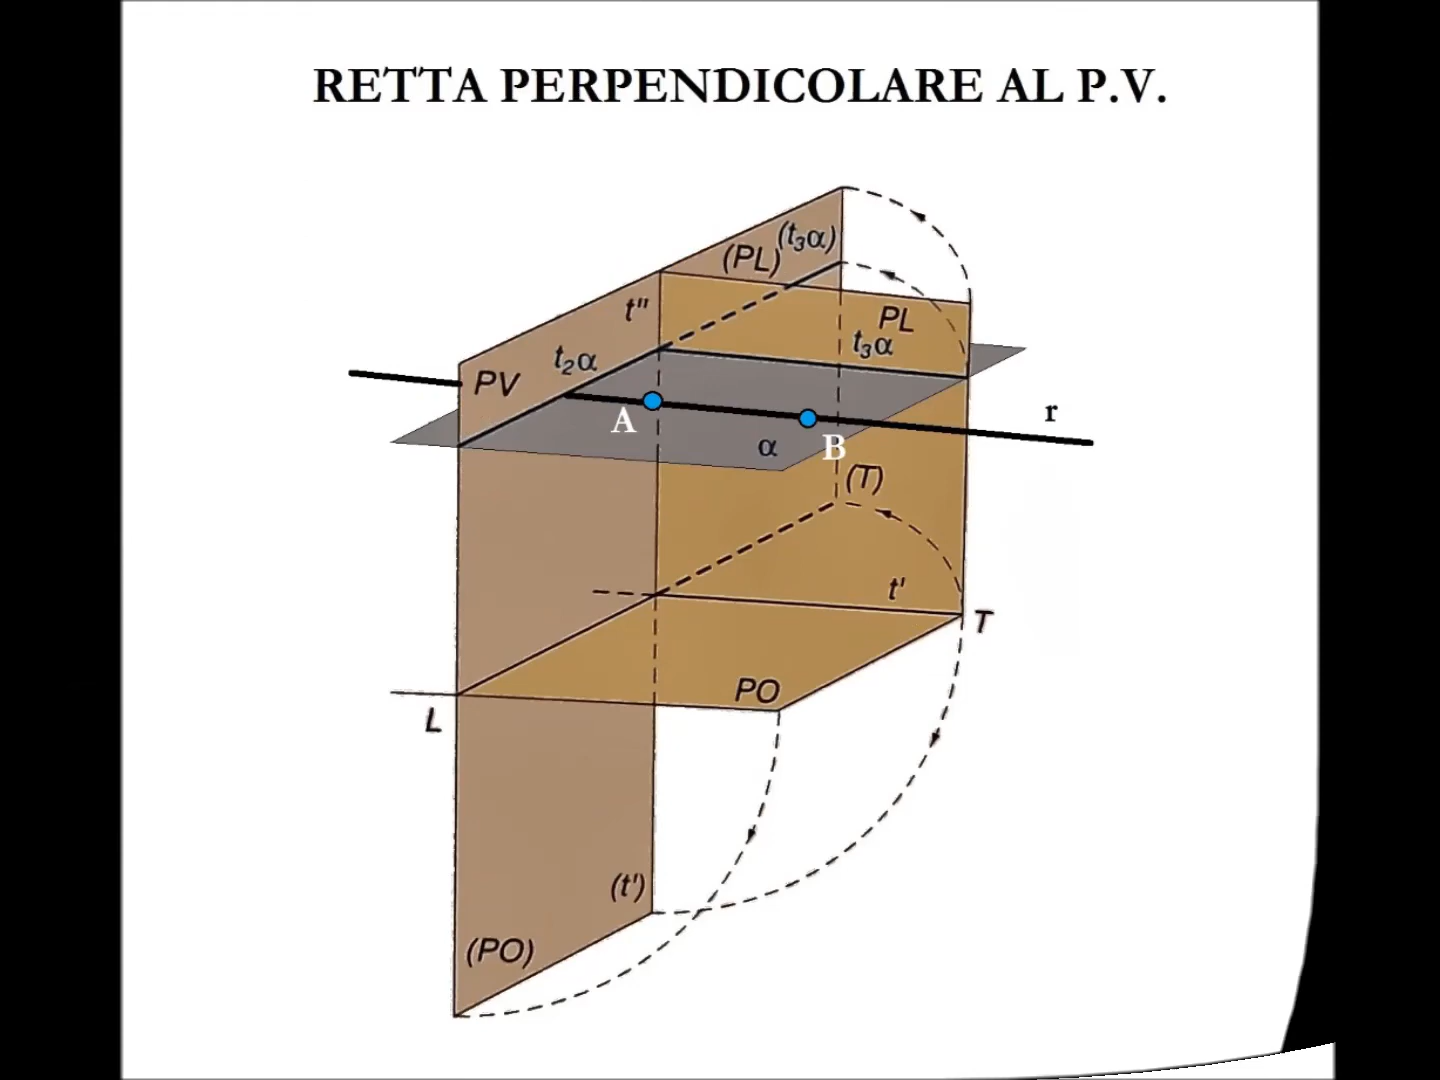 RETTA PERPENDICOLARE AL P.V.
(t₃α)
(PL)
t"
PL
t₃α
t₂α
PV
r
A
B
α
(T)
t'
T
PO
L
(t')
(PO)